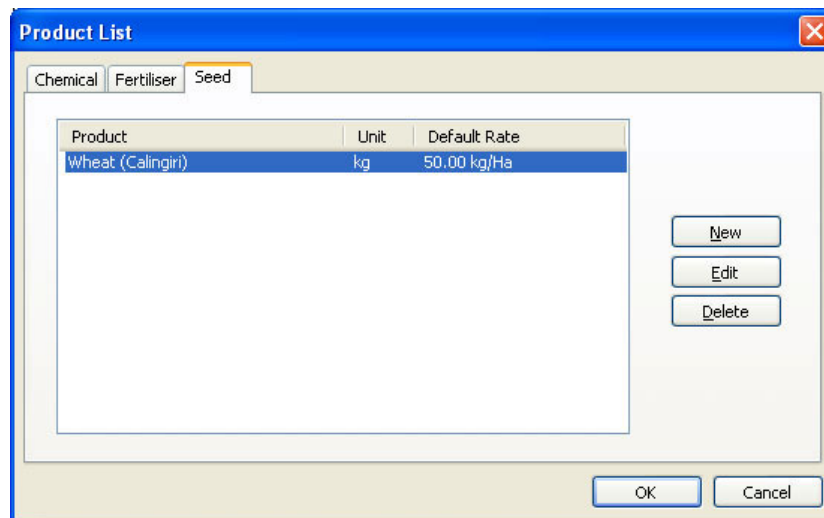 Product List
Chemical Fertiliser Seed
Product Unit Default Rate
Wheat (Calingiri) kg 50.00 kg/Ha
New
Edit
Delete
OK Cancel